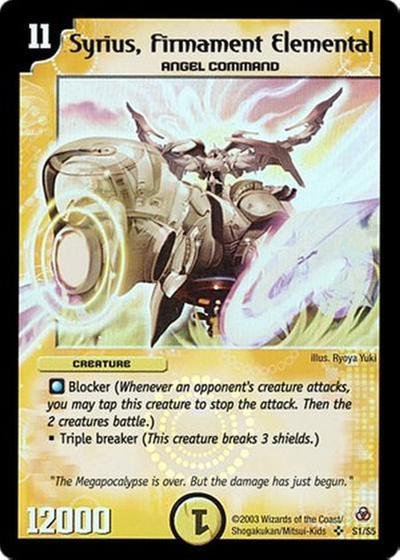 11
Syrius, Firmament Elemental
ANGEL COMMAND
illus. Ryoya Yuki
CREATURE
Blocker (Whenever an opponent's creature attacks,
you may tap this creature to stop the attack. Then the
2 creatures battle.)
▪ Triple breaker (This creature breaks 3 shields.)
"The Megapocalypse is over. But the damage has just begun."
12000
1
©2003 Wizards of the Coast/
Shogakukan/Mitsui-Kids
S1/S5